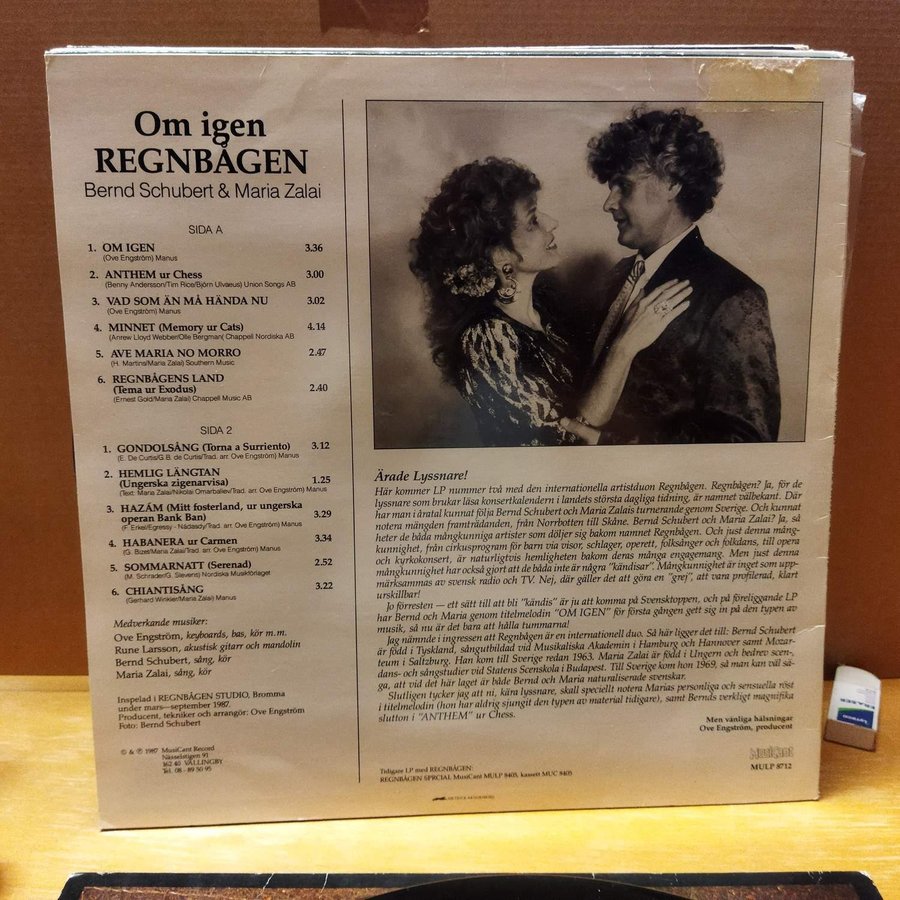 Om igen
REGNBÅGEN
Bernd Schubert & Maria Zalai
SIDA A
1. OM IGEN 3.36
(Ove Engström) Manus
2. ANTHEM ur Chess 3.00
(Benny Andersson/Tim Rice/Björn Ulvaeus) Union Songs AB
3. VAD SOM ÄN MÅ HÄNDA NU 3.02
(Ove Engström) Manus
4. MINNET (Memory ur Cats) 4.14
(Anrew Lloyd Webber/Olle Bergman( Chappell Nordiska AB
5. AVE MARIA NO MORRO 2.47
(H. Martins/Maria Zalai) Southern Music
6. REGNBÅGENS LAND
(Tema ur Exodus) 2.40
(Ernest Gold/Maria Zalai) Chappell Music AB
SIDA 2
1. GONDOLSÅNG (Torna a Surriento) 3.12
(E. De Curtis/G.B. de Curtis/Trad. arr. Ove Engström) Manus
2. HEMLIG LÄNGTAN
(Ungerska zigenarvisa) 1.25
(Text: Maria Zalai/Nikolai Omarbaliev/Trad. arr. Ove Engström) Manus
3. HAZÁM (Mitt fosterland, ur ungerska
operan Bank Ban) 3.29
(F. Erkel/Egressy - Nádasdy/Trad. arr. Ove Engström) Manus
4. HABANERA ur Carmen 3.34
(G. Bizet/Maria Zalai/Trad. arr. Ove Engström) Manus
5. SOMMARNATT (Serenad) 2.52
(M. Schrader/G. Stevens) Nordiska Musikförlaget
6. CHIANTISÅNG 3.22
(Gerhard Winkler/Maria Zalai) Manus
Medverkande musiker:
Ove Engström, keyboards, bas, kör m.m.
Rune Larsson, akustisk gitarr och mandolin
Bernd Schubert, sång, kör
Maria Zalai, sång, kör
Inspelad i REGNBÅGEN STUDIO, Bromma
under mars—september 1987.
Producent, tekniker och arrangör: Ove Engström
Foto: Bernd Schubert
© & ℗ 1987 MusiCant Record
Nässelstigen 91
162 40 VÄLLINGBY
Tel. 08 - 89 50 95
Ärade Lyssnare!
Här kommer LP nummer två med den internationella artistduon Regnbågen. Regnbågen? Ja, för de
lyssnare som brukar läsa konsertkalendern i landets största dagliga tidning, är namnet välbekant. Där
har man i åratal kunnat följa Bernd Schubert och Maria Zalais turnerande genom Sverige. Och kunnat
notera mängden framträdanden, från Norrbotten till Skåne. Bernd Schubert och Maria Zalai? Ja, så
heter de båda mångkunniga artister som döljer sig bakom namnet Regnbågen. Och just denna mång-
kunnighet, från cirkusprogram för barn via visor, schlager, operett, folksånger och folkdans, till opera
och kyrkokonsert, är naturligtvis hemligheten bakom deras många engagemang. Men just denna
mångkunnighet har också gjort att de båda inte är några "kändisar". Mångkunnighet är inget som upp-
märksammas av svensk radio och TV. Nej, där gäller det att göra en "grej", att vara profilerad, klart
urskillbar!
Jo förresten — ett sätt till att bli "kändis" är ju att komma på Svensktoppen, och på föreliggande LP
har Bernd och Maria genom titelmelodin "OM IGEN" för första gången gett sig in på den typen av
musik, så nu är det bara att hålla tummarna!
Jag nämnde i ingressen att Regnbågen är en internationell duo. Så här ligger det till: Bernd Schubert
är född i Tyskland, sångutbildad vid Musikaliska Akademin i Hamburg och Hannover samt Mozar-
teum i Saltzburg. Han kom till Sverige redan 1963. Maria Zalai är född i Ungern och bedrev scen-,
dans- och sångstudier vid Statens Scenskola i Budapest. Till Sverige kom hon 1969, så man kan väl sä-
ga, att vid det här laget är både Bernd och Maria naturaliserade svenskar.
Slutligen tycker jag att ni, kära lyssnare, skall speciellt notera Marias personliga och sensuella röst
i titelmelodin (hon har aldrig sjungit den typen av material tidigare), samt Bernds verkligt magnifika
slutton i "ANTHEM" ur Chess.
Men vänliga hälsningar
Ove Engström, producent
MusiCant
MULP 8712
Tidigare LP med REGNBÅGEN:
REGNBÅGEN SPRCIAL MusiCant MULP 8405, kassett MUC 8405